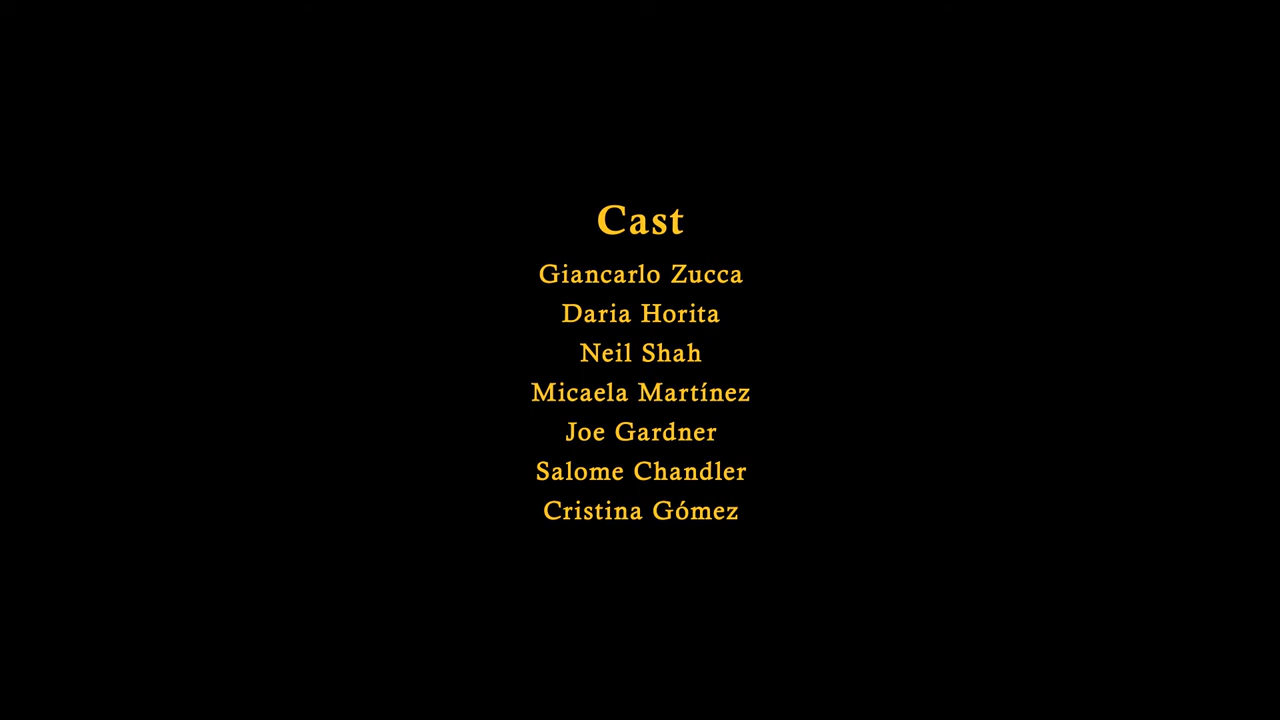 Cast
Giancarlo Zucca
Daria Horita
Neil Shah
Micaela Martínez
Joe Gardner
Salome Chandler
Cristina Gómez